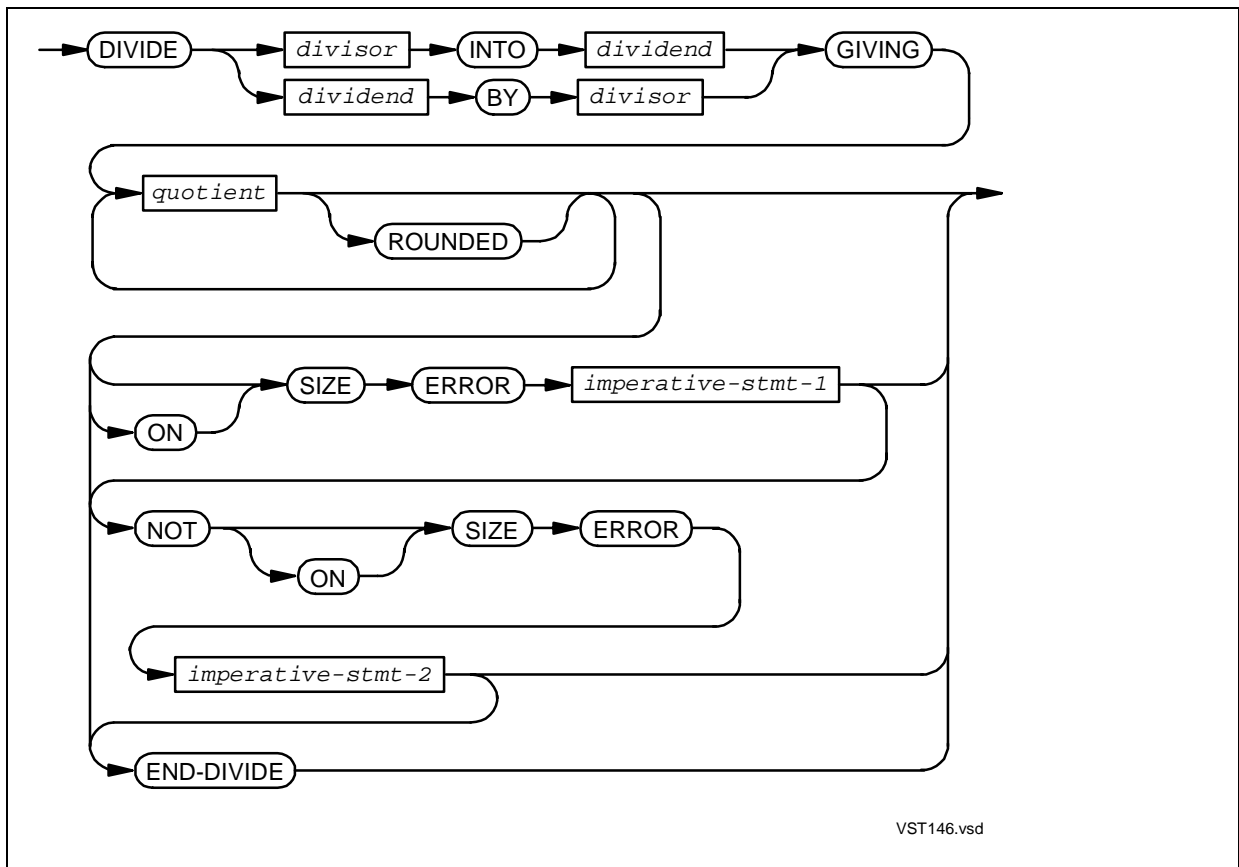 DIVIDE divisor INTO dividend GIVING
dividend BY divisor
quotient
ROUNDED
SIZE ERROR imperative-stmt-1
ON
NOT SIZE ERROR
ON
imperative-stmt-2
END-DIVIDE
VST146.vsd